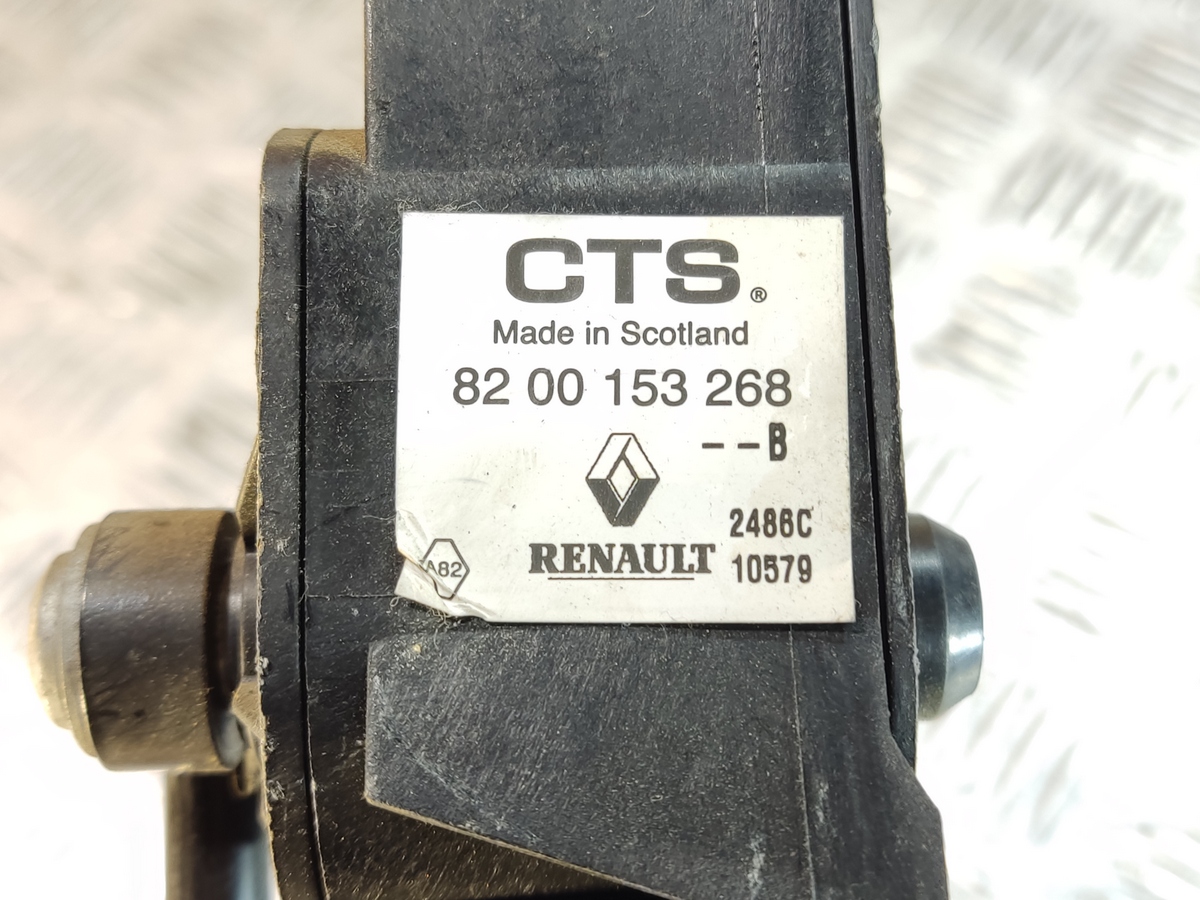 CTS®
Made in Scotland
82 00 153 268
--B
2486C
RENAULT 10579
A82